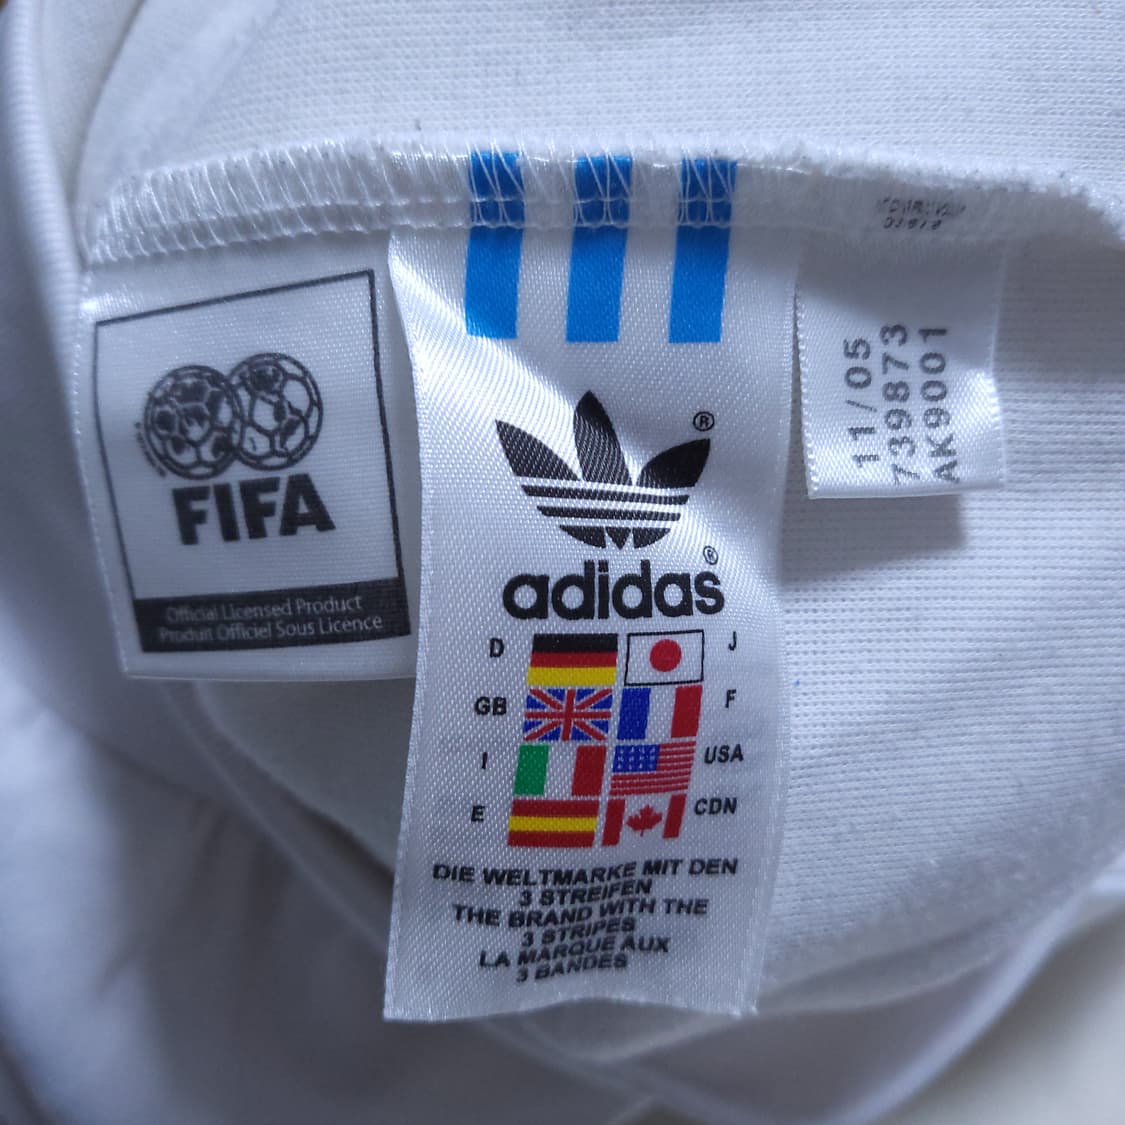 FIFA
Official Licensed Product
Produit Officiel Sous Licence
®
adidas®
D
J
GB
F
I
USA
E
CDN
DIE WELTMARKE MIT DEN
3 STREIFEN
THE BRAND WITH THE
3 STRIPES
LA MARQUE AUX
3 BANDES
11/05
739873
AK9001